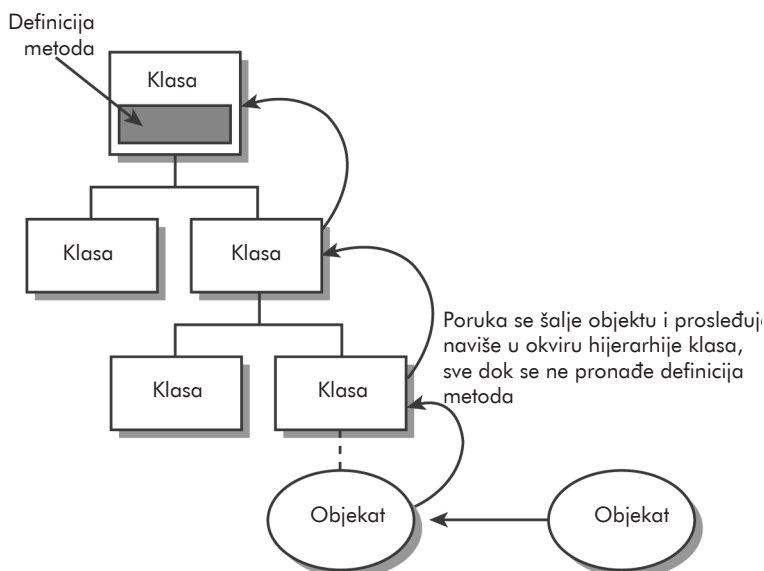 Definicija
metoda
Klasa
Klasa
Klasa
Poruka se šalje objektu i prosleđuje
naviše u okviru hijerarhije klasa,
sve dok se ne pronađe definicija
metoda
Klasa
Klasa
Objekat
Objekat